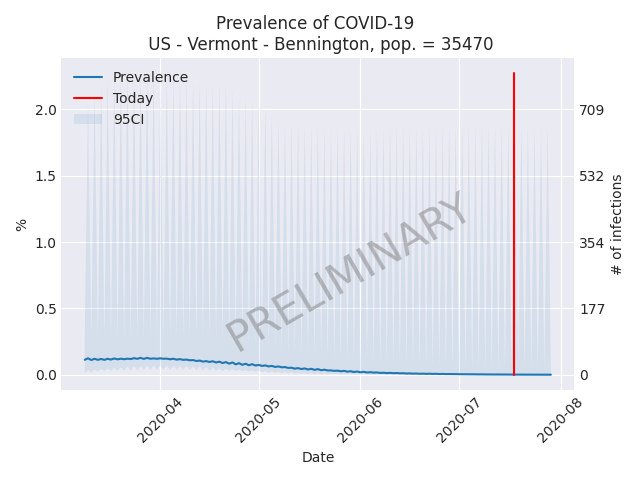 Prevalence of COVID-19
US - Vermont - Bennington, pop. = 35470
Prevalence
Today
95CI
2.0
1.5
1.0
0.5
0.0
%
709
532
354
177
0
# of infections
PRELIMINARY
2020-04
2020-05
2020-06
2020-07
2020-08
Date